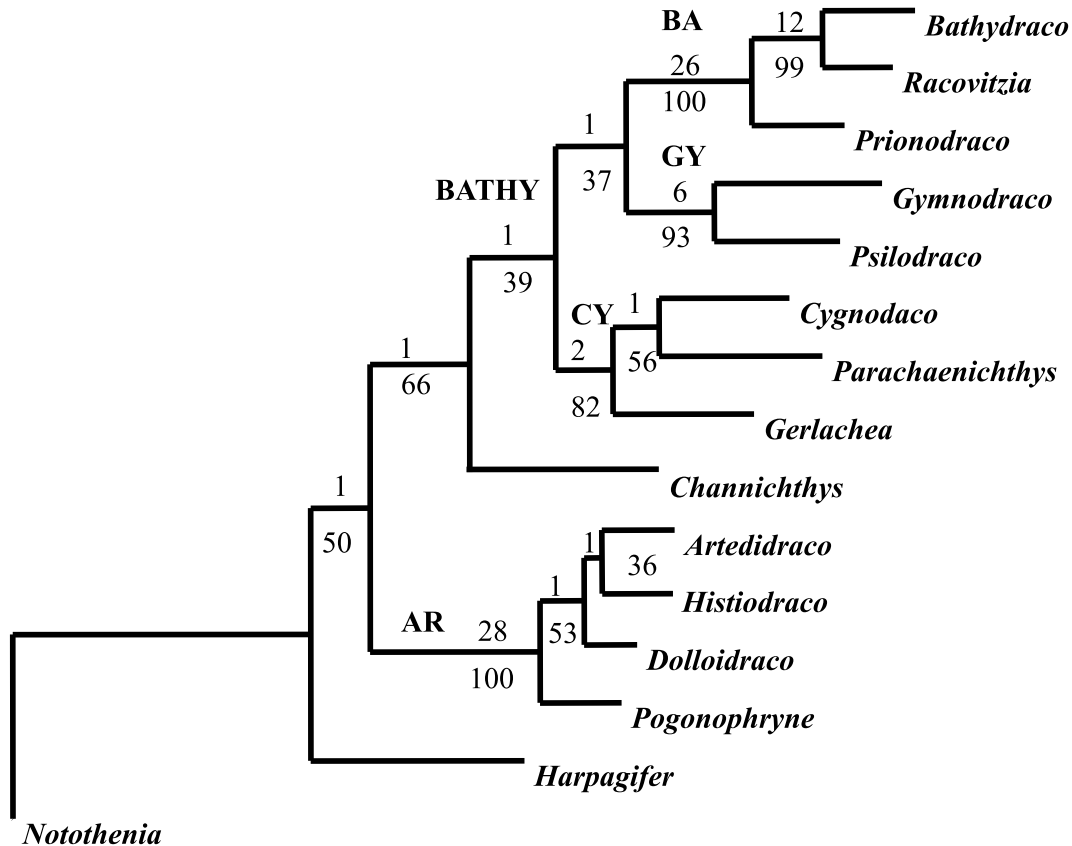 BA
12
Bathydraco
26
99
Racovitzia
100
1
Prionodraco
GY
37
6
BATHY
Gymnodraco
1
93
Psilodraco
39
CY
1
Cygnodaco
2
56
Parachaenichthys
1
66
82
Gerlachea
1
Channichthys
50
1
Artedidraco
36
1
Histiodraco
AR
28
53
Dolloidraco
100
Pogonophryne
Harpagifer
Notothenia